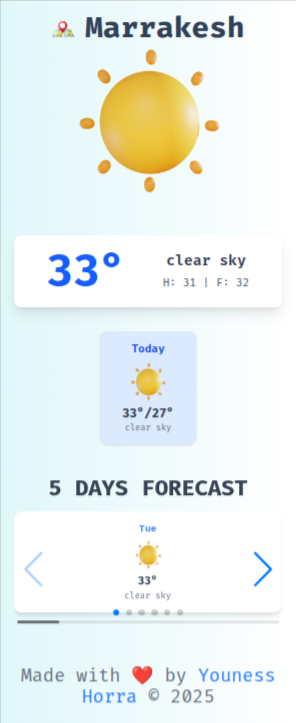 Marrakesh
33°
clear sky
H: 31 | F: 32
Today
33°/27°
clear sky
5 DAYS FORECAST
Tue
33°
clear sky
Made with ❤️ by Youness
Horra © 2025